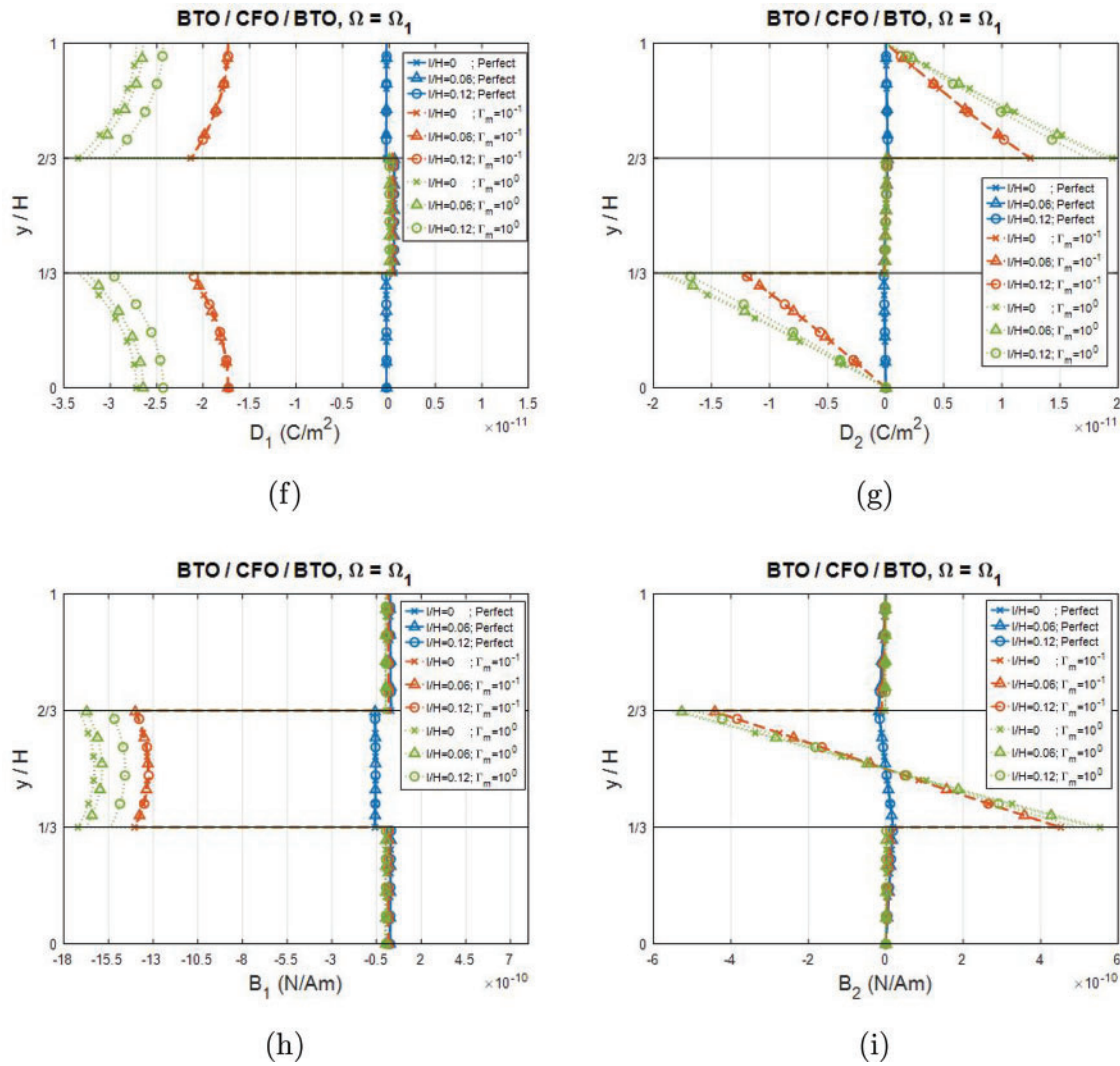 BTO / CFO / BTO, Ω = Ω₁
1
2/3
1/3
0
y / H
-3.5 -3 -2.5 -2 -1.5 -1 -0.5 0 0.5 1 1.5
×10⁻¹¹
D₁ (C/m²)
l/H=0 ; Perfect
l/H=0.06; Perfect
l/H=0.12; Perfect
l/H=0 ; Γₘ=10⁻¹
l/H=0.06; Γₘ=10⁻¹
l/H=0.12; Γₘ=10⁻¹
l/H=0 ; Γₘ=10⁰
l/H=0.06; Γₘ=10⁰
l/H=0.12; Γₘ=10⁰
(f)
BTO / CFO / BTO, Ω = Ω₁
1
2/3
1/3
0
y / H
-2 -1.5 -1 -0.5 0 0.5 1 1.5 2
×10⁻¹¹
D₂ (C/m²)
l/H=0 ; Perfect
l/H=0.06; Perfect
l/H=0.12; Perfect
l/H=0 ; Γₘ=10⁻¹
l/H=0.06; Γₘ=10⁻¹
l/H=0.12; Γₘ=10⁻¹
l/H=0 ; Γₘ=10⁰
l/H=0.06; Γₘ=10⁰
l/H=0.12; Γₘ=10⁰
(g)
BTO / CFO / BTO, Ω = Ω₁
1
2/3
1/3
0
y / H
-18 -15.5 -13 -10.5 -8 -5.5 -3 -0.5 2 4.5 7
×10⁻¹⁰
B₁ (N/Am)
l/H=0 ; Perfect
l/H=0.06; Perfect
l/H=0.12; Perfect
l/H=0 ; Γₘ=10⁻¹
l/H=0.06; Γₘ=10⁻¹
l/H=0.12; Γₘ=10⁻¹
l/H=0 ; Γₘ=10⁰
l/H=0.06; Γₘ=10⁰
l/H=0.12; Γₘ=10⁰
(h)
BTO / CFO / BTO, Ω = Ω₁
1
2/3
1/3
0
y / H
-6 -4 -2 0 2 4 6
×10⁻¹⁰
B₂ (N/Am)
l/H=0 ; Perfect
l/H=0.06; Perfect
l/H=0.12; Perfect
l/H=0 ; Γₘ=10⁻¹
l/H=0.06; Γₘ=10⁻¹
l/H=0.12; Γₘ=10⁻¹
l/H=0 ; Γₘ=10⁰
l/H=0.06; Γₘ=10⁰
l/H=0.12; Γₘ=10⁰
(i)